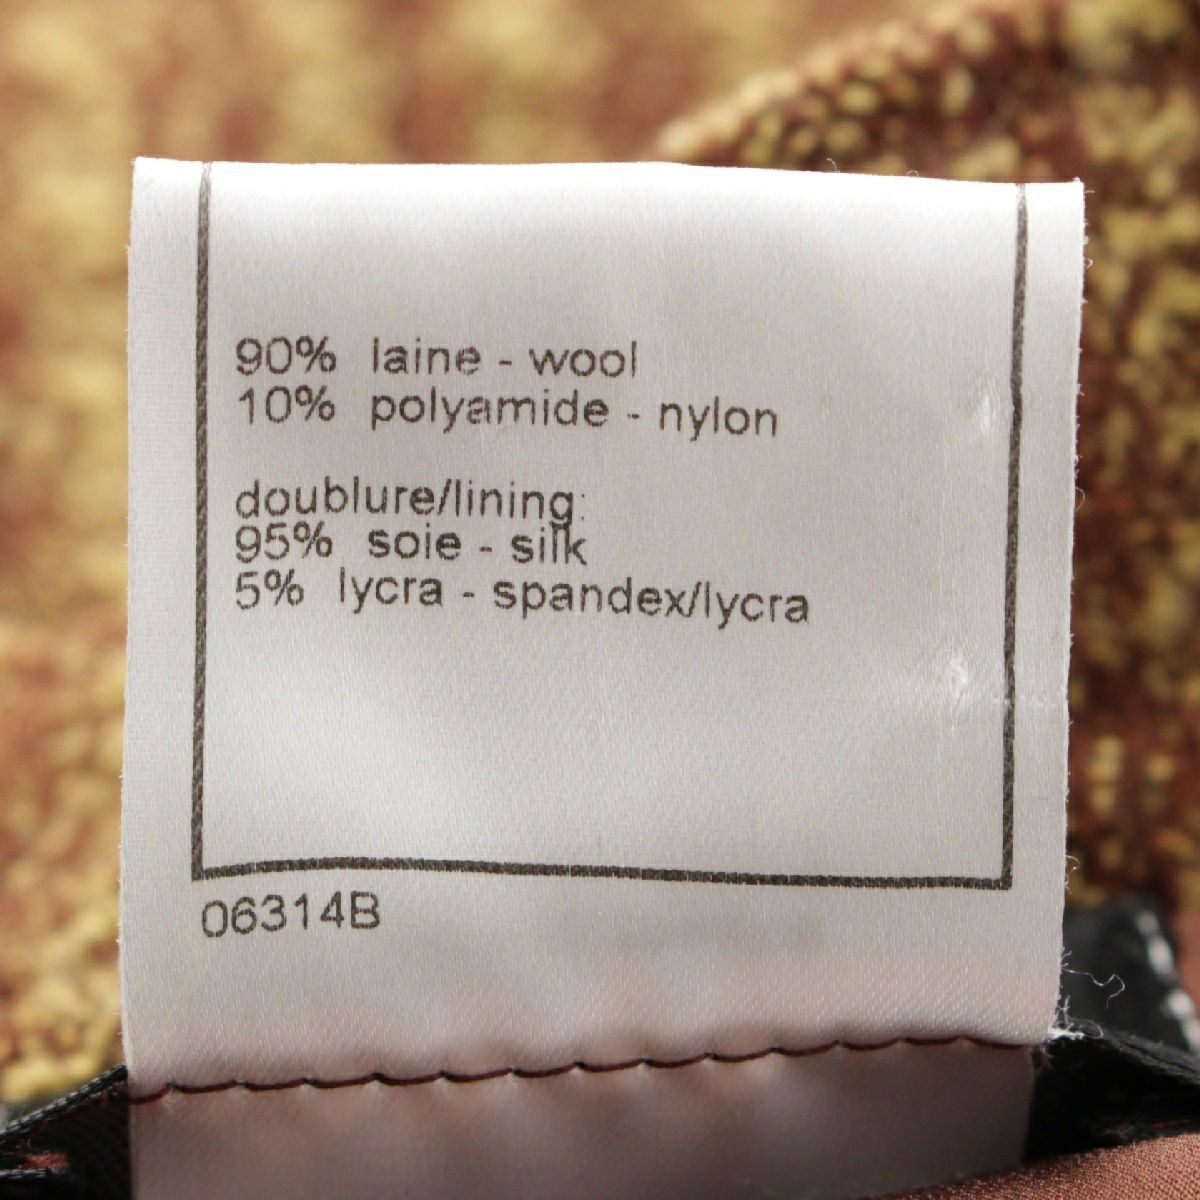 90% laine - wool
10% polyamide - nylon
doublure/lining:
95% soie - silk
5% lycra - spandex/lycra
06314B